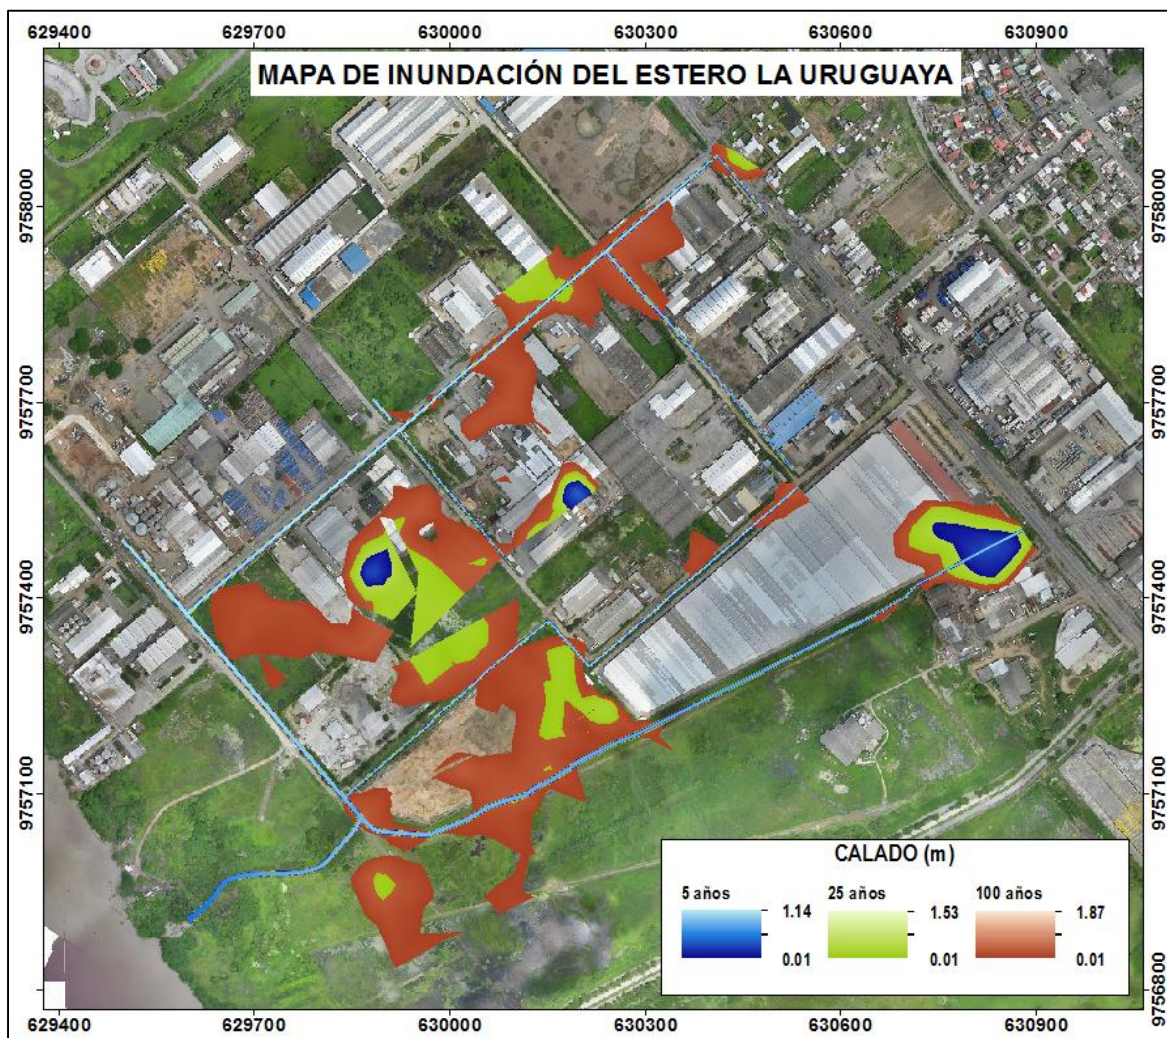 629400 629700 630000 630300 630600 630900
MAPA DE INUNDACIÓN DEL ESTERO LA URUGUAYA
9758000 9758000
9757700 9757700
9757400 9757400
9757100 9757100
CALADO (m)
5 años 25 años 100 años
1.14 1.53 1.87
0.01 0.01 0.01
9756800 9756800
629400 629700 630000 630300 630600 630900